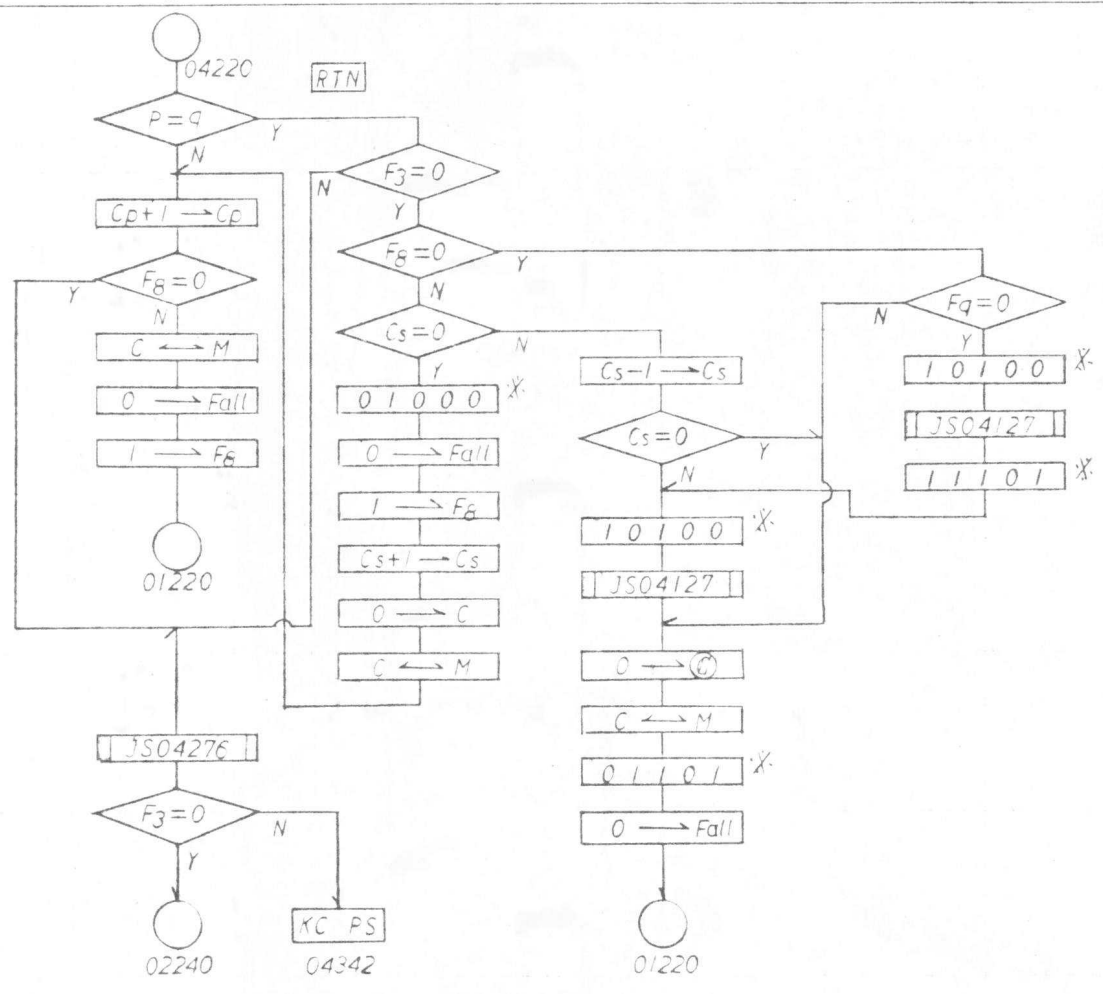 04220
RTN
P=9
Y
N
Cp+1 → Cp
F8=0
Y
N
C ↔ M
0 → Fall
1 → F8
01220
F3=0
N
Y
F8=0
Y
N
Cs=0
N
Y
0 1 0 0 0 ※
0 → Fall
1 → F8
Cs+1 → Cs
0 → C
C ↔ M
Cs-1 → Cs
Cs=0
Y
N
1 0 1 0 0 ※
JS04127
0 → Ⓒ
C ↔ M
0 1 1 0 1 ※
0 → Fall
01220
F9=0
N
Y
1 0 1 0 0 ※
JS04127
1 1 1 0 1 ※
JS04276
F3=0
N
Y
02240
KC PS
04342